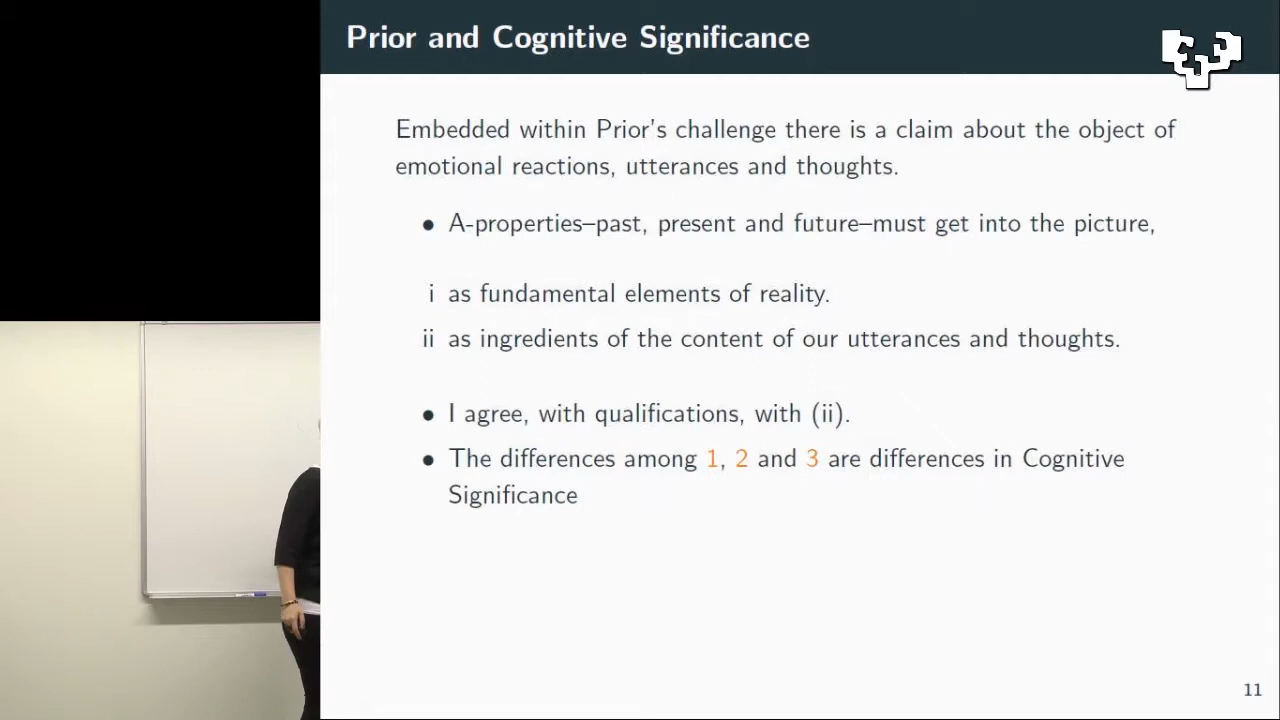 Prior and Cognitive Significance
Embedded within Prior's challenge there is a claim about the object of
emotional reactions, utterances and thoughts.
• A-properties–past, present and future–must get into the picture,
i as fundamental elements of reality.
ii as ingredients of the content of our utterances and thoughts.
• I agree, with qualifications, with (ii).
• The differences among 1, 2 and 3 are differences in Cognitive
Significance
11